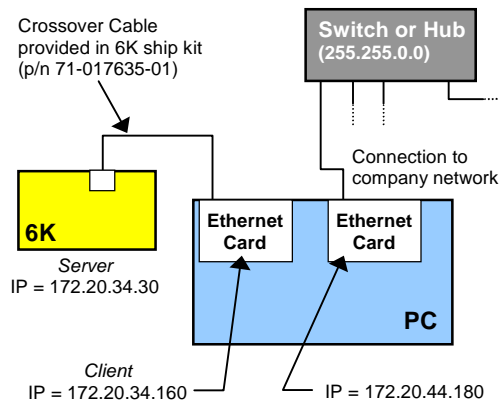 Crossover Cable
provided in 6K ship kit
(p/n 71-017635-01)
Switch or Hub
(255.255.0.0)
Connection to
company network
6K
Server
IP = 172.20.34.30
Ethernet
Card
Ethernet
Card
PC
Client
IP = 172.20.34.160
IP = 172.20.44.180